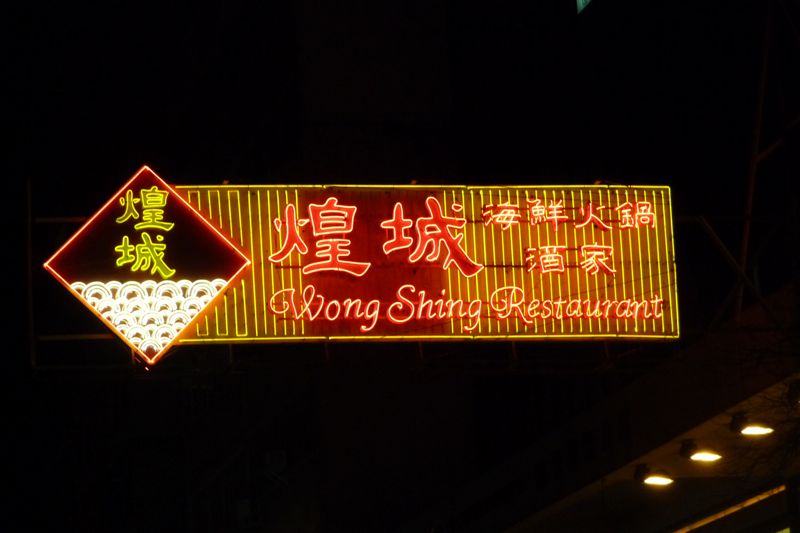 煌
城
煌城
海鮮火鍋
酒家
Wong Shing Restaurant